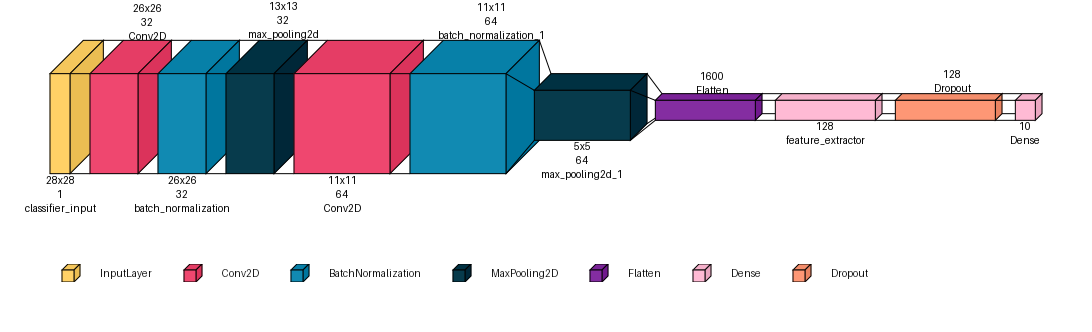 26x26
32
Conv2D
13x13
32
max_pooling2d
11x11
64
batch_normalization_1
1600
Flatten
128
Dropout
28x28
1
classifier_input
26x26
32
batch_normalization
11x11
64
Conv2D
5x5
64
max_pooling2d_1
128
feature_extractor
10
Dense
InputLayer
Conv2D
BatchNormalization
MaxPooling2D
Flatten
Dense
Dropout